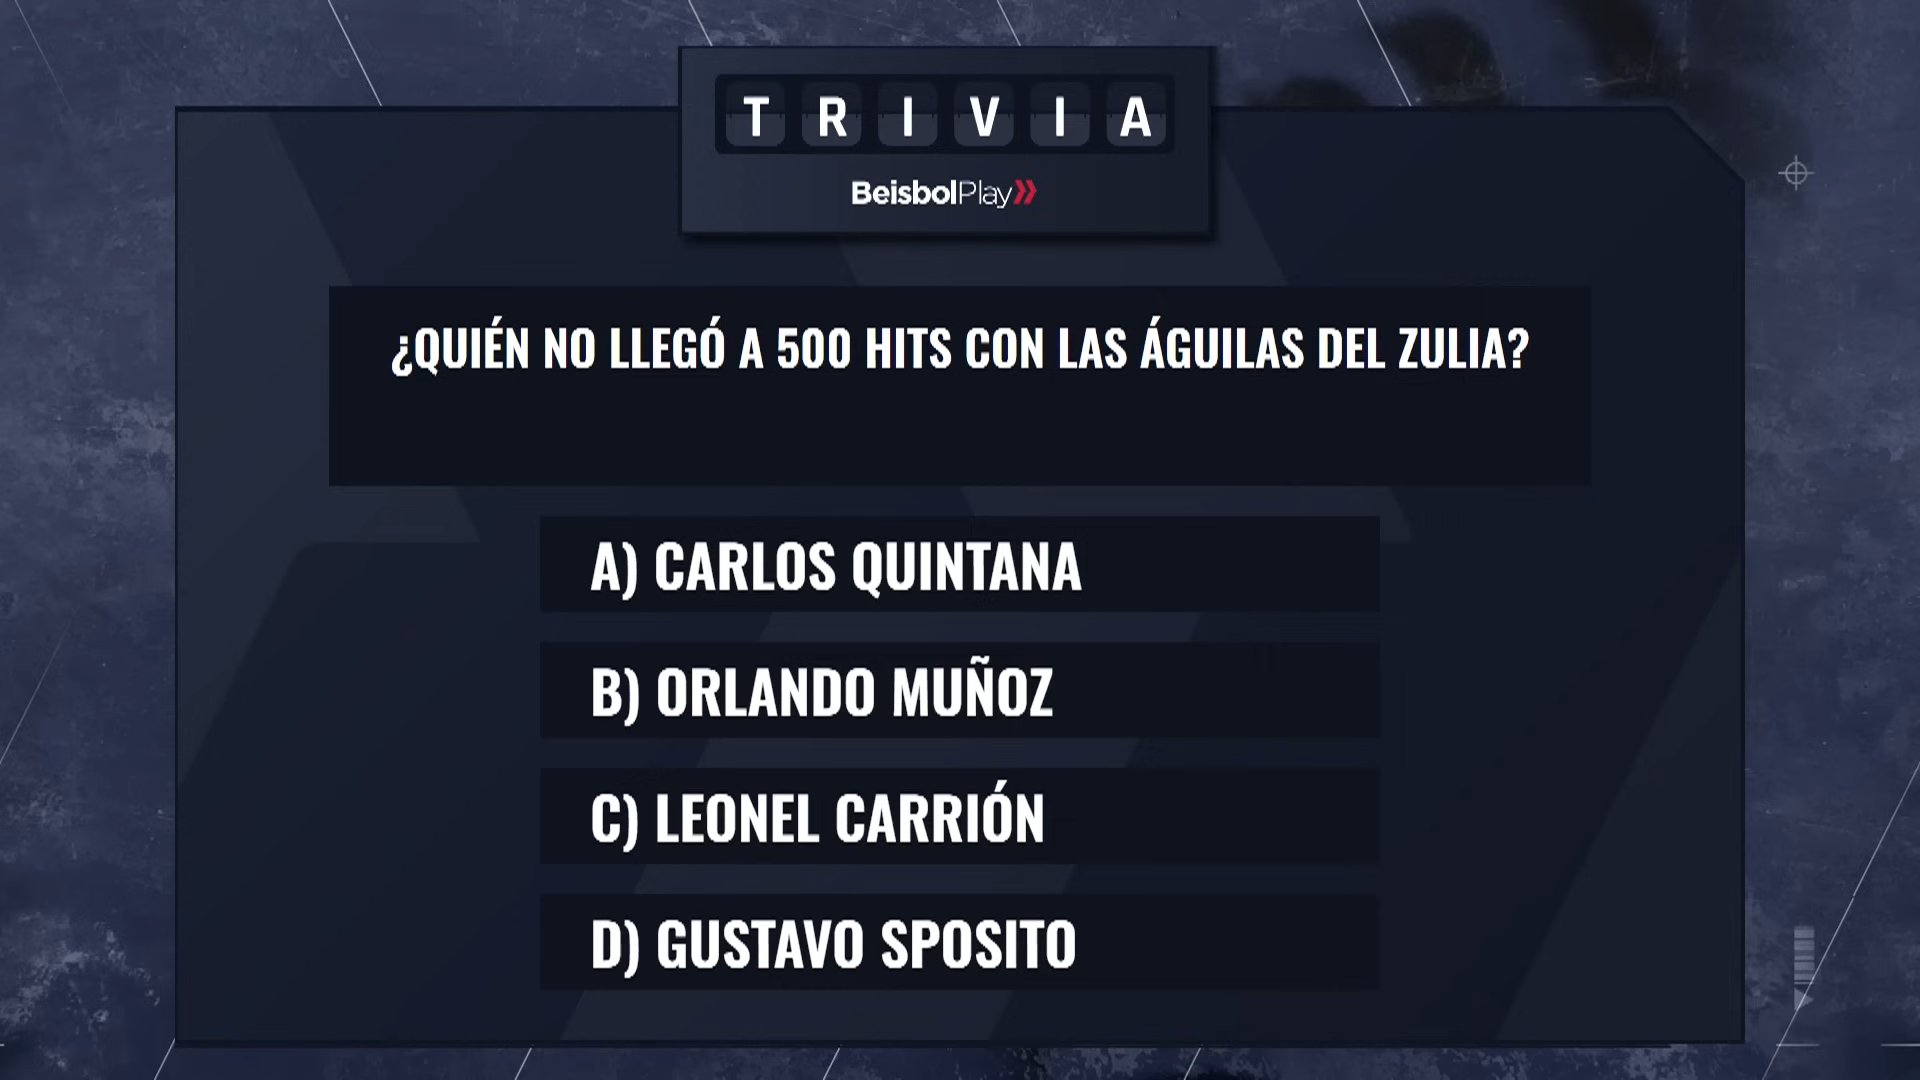 TRIVIA
BeisbolPlay
¿QUIÉN NO LLEGÓ A 500 HITS CON LAS ÁGUILAS DEL ZULIA?
A) CARLOS QUINTANA
B) ORLANDO MUÑOZ
C) LEONEL CARRIÓN
D) GUSTAVO SPOSITO